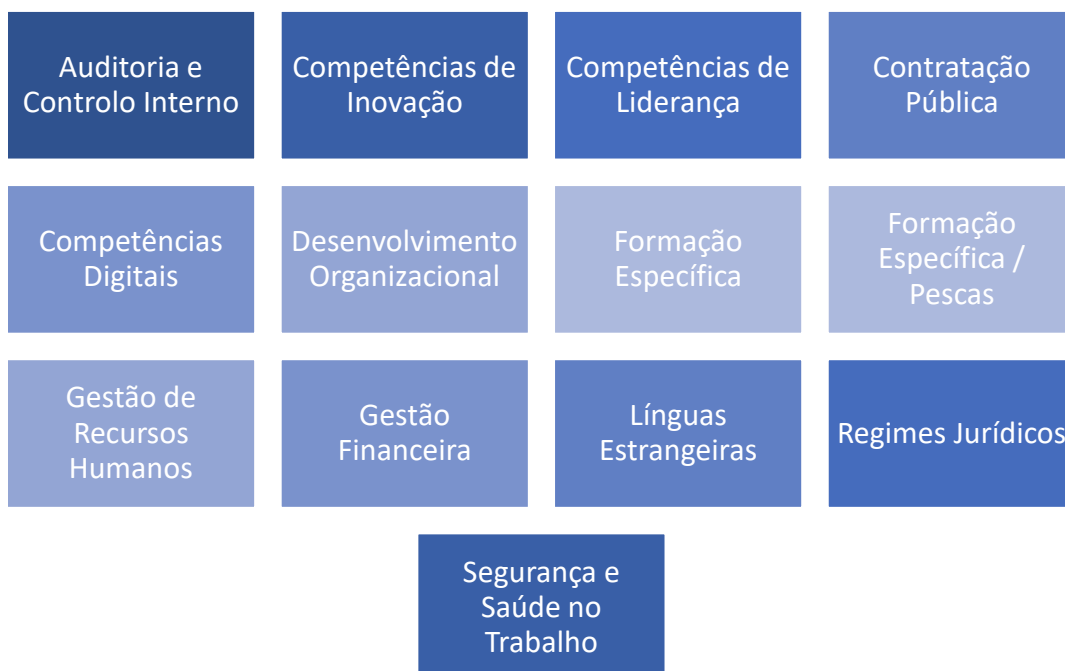 Auditoria e
Controlo Interno
Competências de
Inovação
Competências de
Liderança
Contratação
Pública
Competências
Digitais
Desenvolvimento
Organizacional
Formação
Específica
Formação
Específica /
Pescas
Gestão de
Recursos
Humanos
Gestão
Financeira
Línguas
Estrangeiras
Regimes Jurídicos
Segurança e
Saúde no
Trabalho